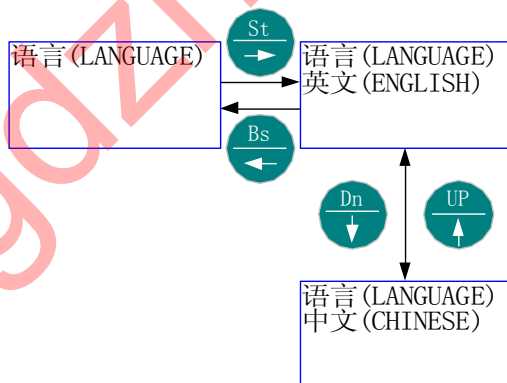 St
语言(LANGUAGE)
语言(LANGUAGE)
英文(ENGLISH)
Bs
Dn
UP
语言(LANGUAGE)
中文(CHINESE)